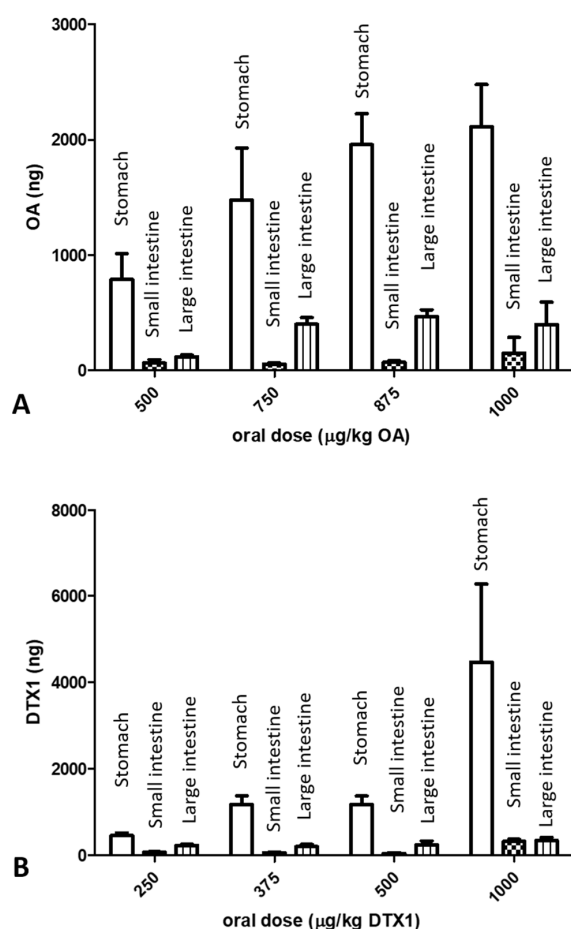 3000
2000
1000
0
OA (ng)
Stomach
Small intestine
Large intestine
Stomach
Small intestine
Large intestine
Stomach
Small intestine
Large intestine
Small intestine
Large intestine
500
750
875
1000
A
oral dose (μg/kg OA)
8000
6000
4000
2000
0
DTX1 (ng)
Stomach
Small intestine
Large intestine
Stomach
Small intestine
Large intestine
Stomach
Small intestine
Large intestine
Stomach
Small intestine
Large intestine
250
375
500
1000
B
oral dose (μg/kg DTX1)